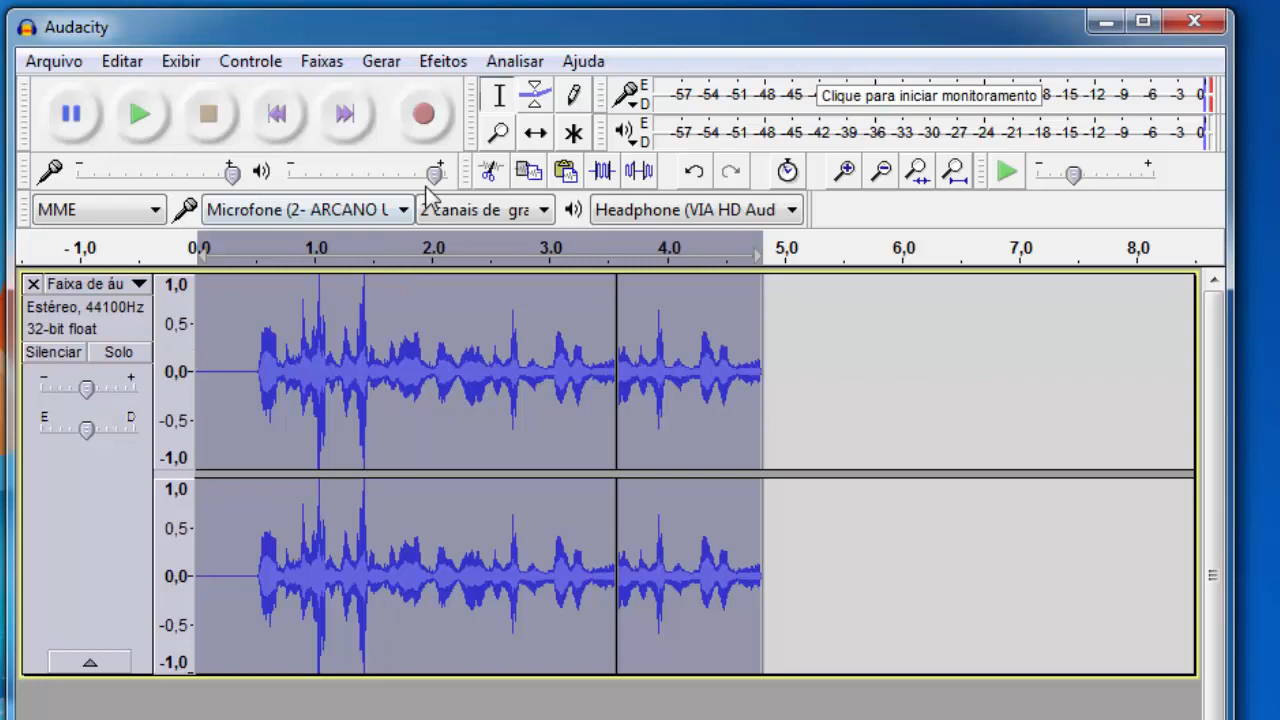 Audacity
Arquivo Editar Exibir Controle Faixas Gerar Efeitos Analisar Ajuda
E D -57 -54 -51 -48 -45 - Clique para iniciar monitoramento -18 -15 -12 -9 -6 -3 0
E D -57 -54 -51 -48 -45 -42 -39 -36 -33 -30 -27 -24 -21 -18 -15 -12 -9 -6 -3 0
MME Microfone (2- ARCANO U 2 canais de gra Headphone (VIA HD Aud
- 1,0 0,0 1,0 2,0 3,0 4,0 5,0 6,0 7,0 8,0
X Faixa de áu
Estéreo, 44100Hz
32-bit float
Silenciar Solo
- +
E D
1,0
0,5
0,0
-0,5
-1,0
1,0
0,5
0,0
-0,5
-1,0